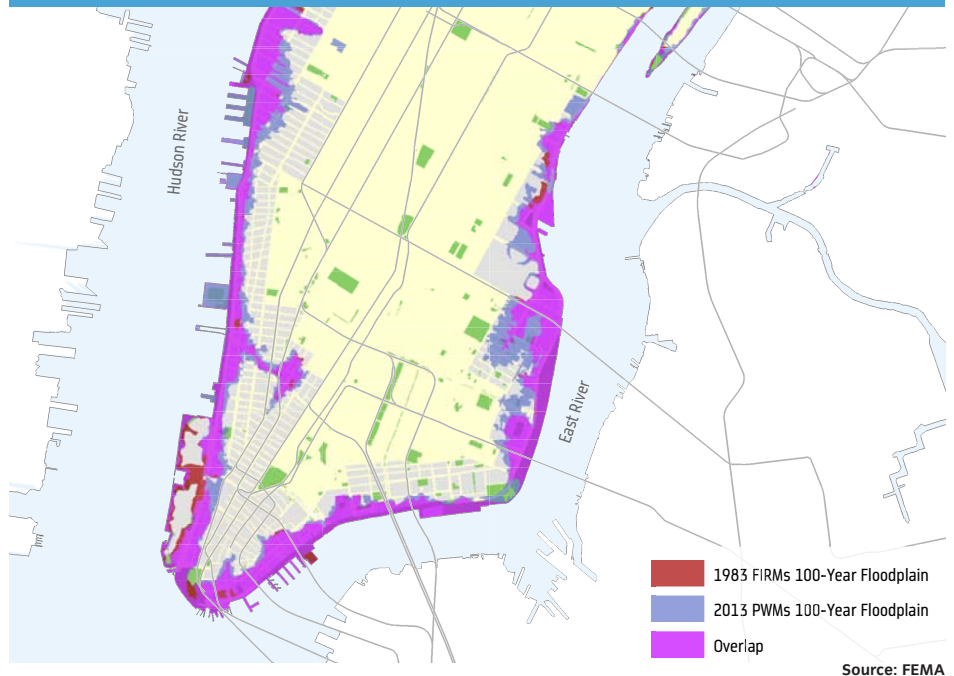 Hudson River
East River
1983 FIRMs 100-Year Floodplain
2013 PWMs 100-Year Floodplain
Overlap
Source: FEMA